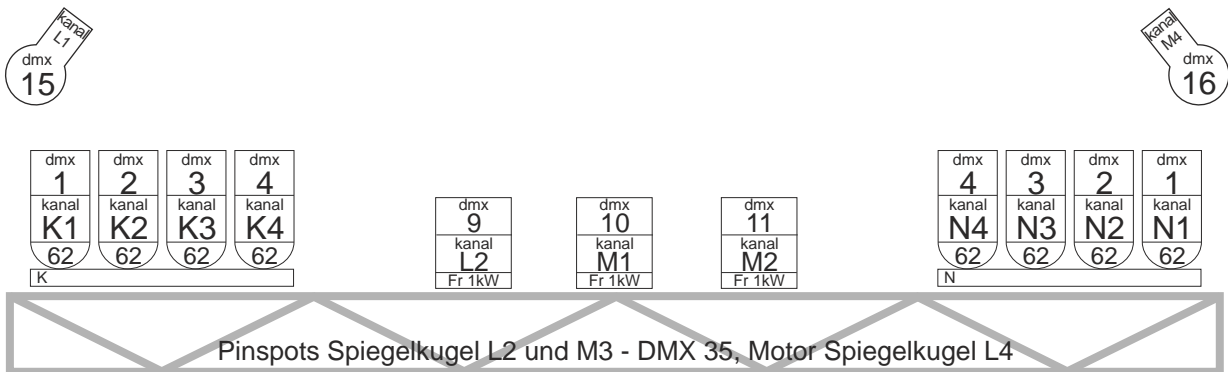 kanal
L1
dmx
15
kanal
M4
dmx
16
dmx dmx dmx dmx
1 2 3 4
kanal kanal kanal kanal
K1 K2 K3 K4
62 62 62 62
K
dmx dmx dmx
9 10 11
kanal kanal kanal
L2 M1 M2
Fr 1kW Fr 1kW Fr 1kW
dmx dmx dmx dmx
4 3 2 1
kanal kanal kanal kanal
N4 N3 N2 N1
62 62 62 62
N
Pinspots Spiegelkugel L2 und M3 - DMX 35, Motor Spiegelkugel L4